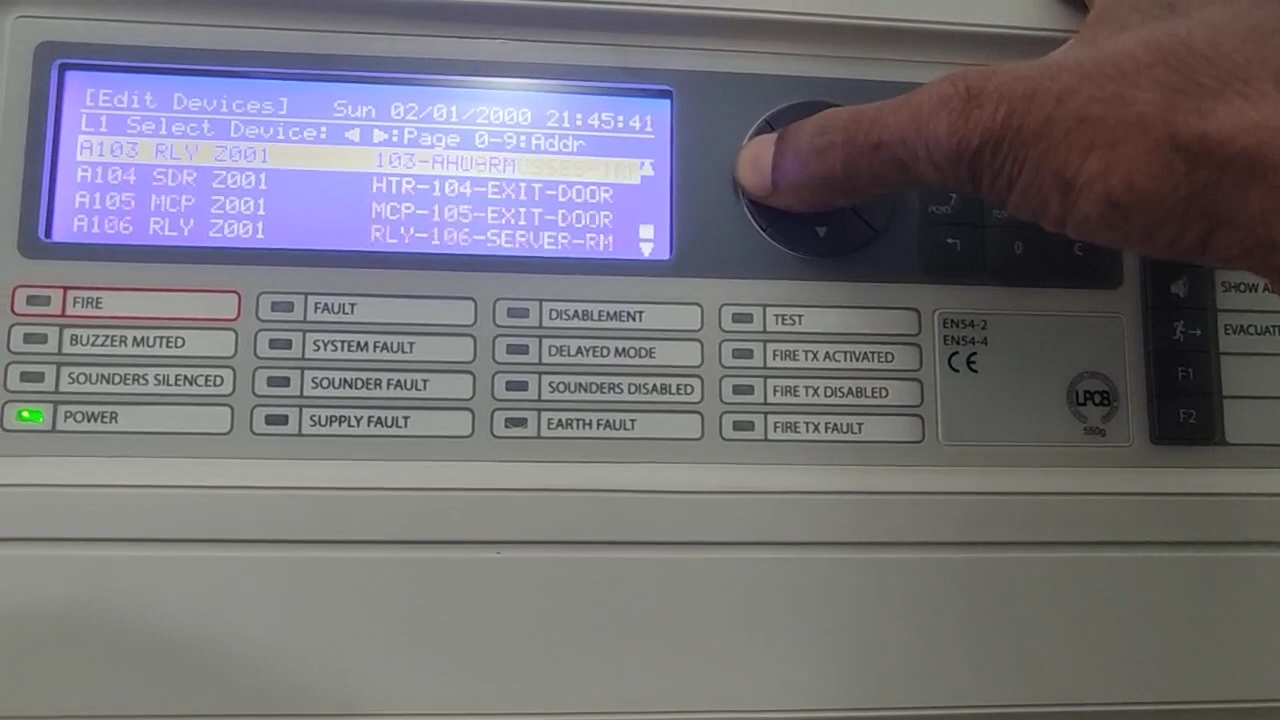 [Edit Devices] Sun 02/01/2000 21:45:41
L1 Select Device: ◀ ▶:Page 0-9:Addr
A103 RLY Z001
A104 SDR Z001 HTR-104-EXIT-DOOR
A105 MCP Z001 MCP-105-EXIT-DOOR
A106 RLY Z001 RLY-106-SERVER-RM
FIRE
FAULT
DISABLEMENT
TEST
BUZZER MUTED
SYSTEM FAULT
DELAYED MODE
FIRE TX ACTIVATED
SOUNDERS SILENCED
SOUNDER FAULT
SOUNDERS DISABLED
FIRE TX DISABLED
POWER
SUPPLY FAULT
EARTH FAULT
FIRE TX FAULT
7
0
C
EN54-2
EN54-4
CE
LPCB
550g
SHOW
F1
F2